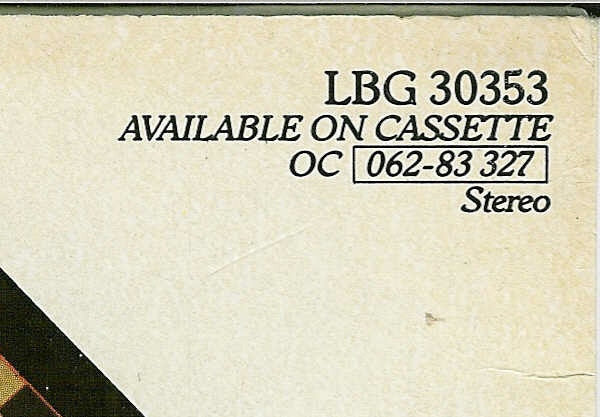 LBG 30353
AVAILABLE ON CASSETTE
OC 062-83 327
Stereo